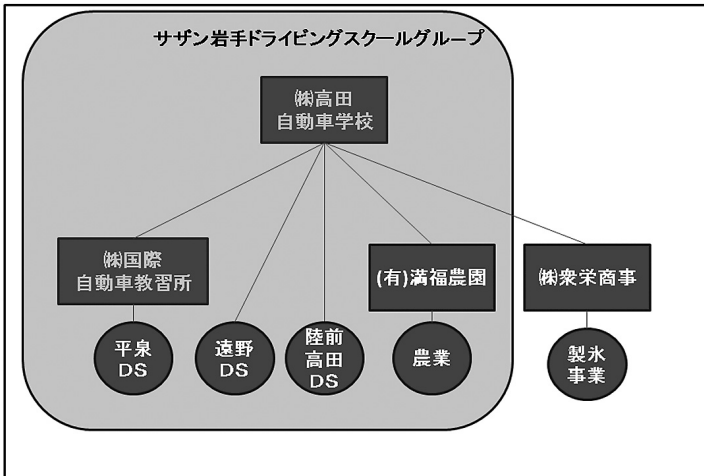 サザン岩手ドライビングスクールグループ
㈱高田
自動車学校
㈱国際
自動車教習所
(有)満福農園
㈱衆栄商事
平泉
DS
遠野
DS
陸前
高田
DS
農業
製氷
事業